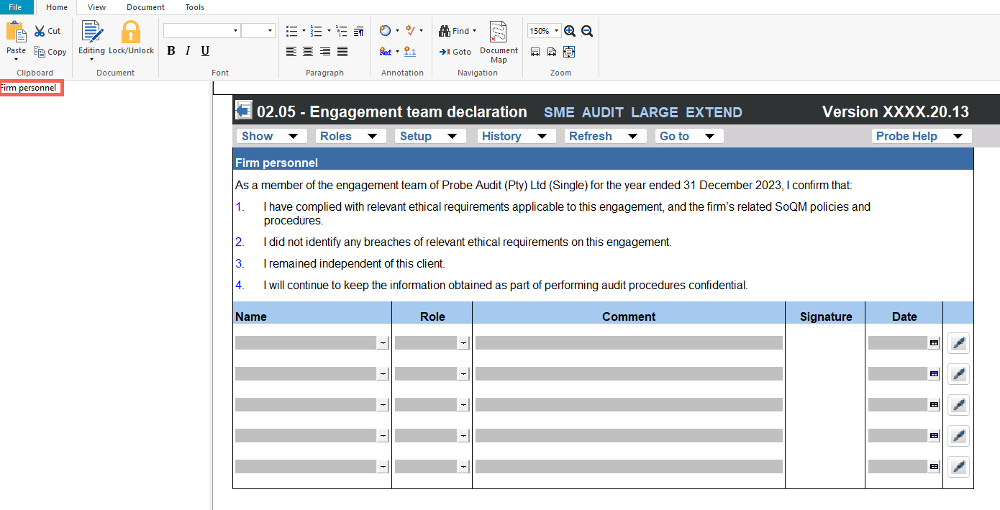 File Home View Document Tools
Paste Cut Copy
Clipboard
Editing Lock/Unlock
Document
B I U
Font
Paragraph
Ref 1.1
Annotation
Find Goto Document Map
Navigation
150%
Zoom
Firm personnel
02.05 - Engagement team declaration SME AUDIT LARGE EXTEND Version XXXX.20.13
Show Roles Setup History Refresh Go to Probe Help
Firm personnel
As a member of the engagement team of Probe Audit (Pty) Ltd (Single) for the year ended 31 December 2023, I confirm that:
1. I have complied with relevant ethical requirements applicable to this engagement, and the firm's related SoQM policies and
procedures.
2. I did not identify any breaches of relevant ethical requirements on this engagement.
3. I remained independent of this client.
4. I will continue to keep the information obtained as part of performing audit procedures confidential.
Name Role Comment Signature Date